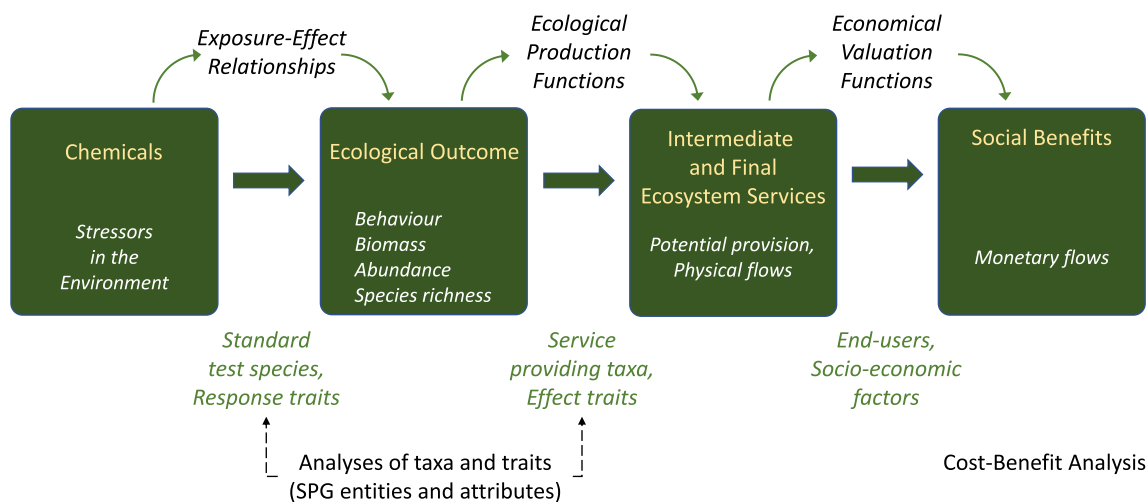 Exposure-Effect
Relationships
Ecological
Production
Functions
Economical
Valuation
Functions
Chemicals
Stressors
in the
Environment
Ecological Outcome
Behaviour
Biomass
Abundance
Species richness
Intermediate
and Final
Ecosystem Services
Potential provision,
Physical flows
Social Benefits
Monetary flows
Standard
test species,
Response traits
Service
providing taxa,
Effect traits
End-users,
Socio-economic
factors
Analyses of taxa and traits
(SPG entities and attributes)
Cost-Benefit Analysis